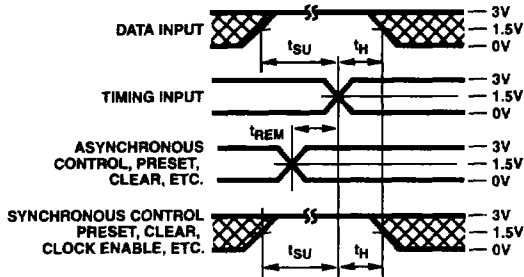 DATA INPUT
tSU
tH
3V
1.5V
0V
TIMING INPUT
3V
1.5V
0V
tREM
ASYNCHRONOUS
CONTROL, PRESET,
CLEAR, ETC.
3V
1.5V
0V
SYNCHRONOUS CONTROL
PRESET, CLEAR,
CLOCK ENABLE, ETC.
tSU
tH
3V
1.5V
0V